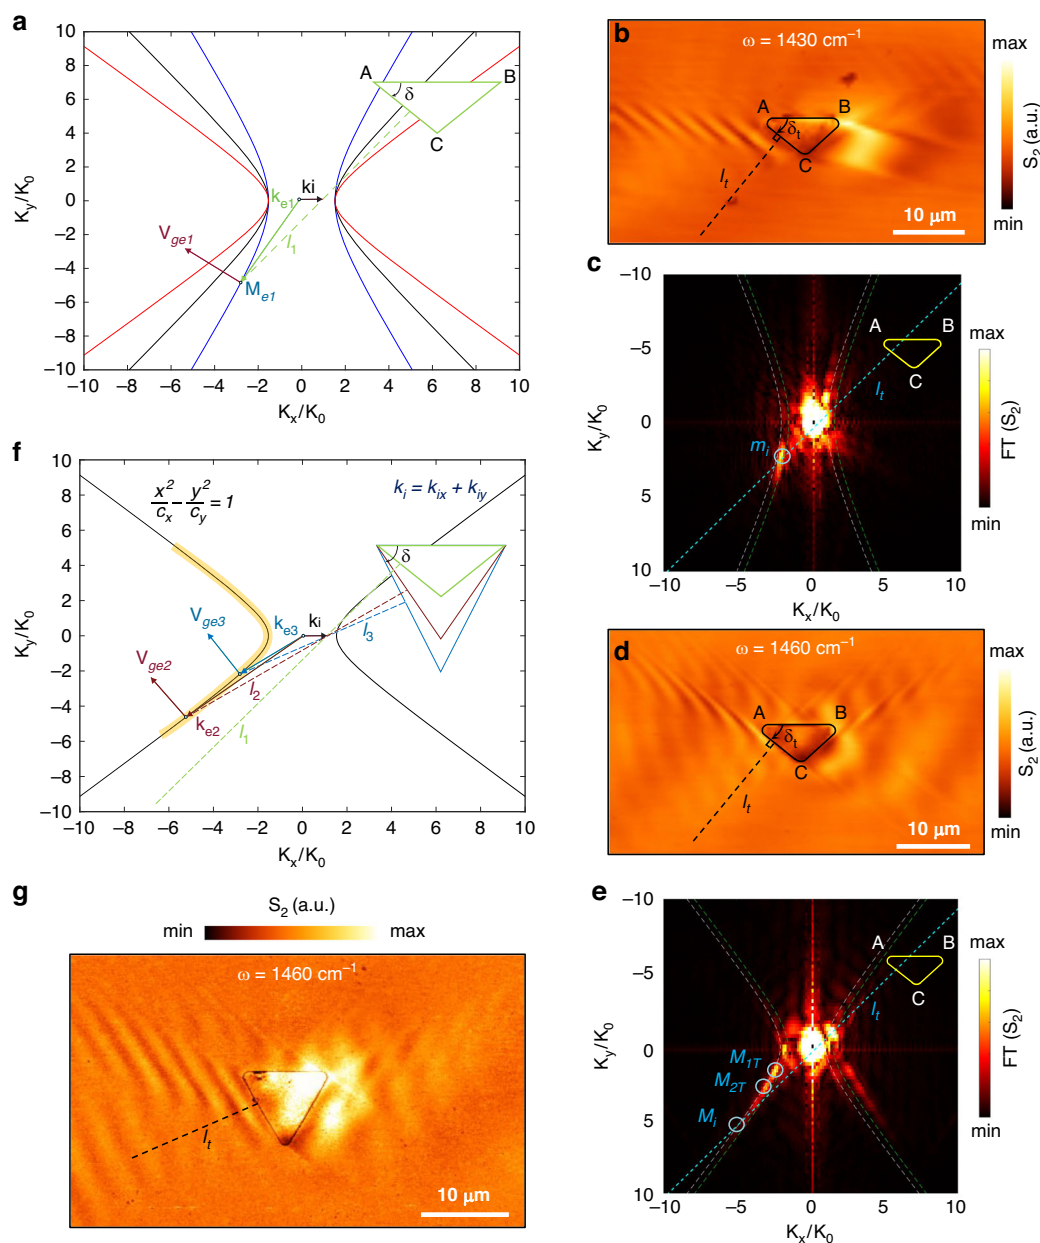 a
10
8
6
4
2
0
−2
−4
−6
−8
−10
K_y/K_0
−10 −8 −6 −4 −2 0 2 4 6 8 10
K_x/K_0
A
B
C
δ
ki
k_e1
l_1
V_ge1
M_e1
b
ω = 1430 cm⁻¹
A
B
C
δ_t
l_t
10 μm
max
S_2 (a.u.)
min
c
−10
−5
0
5
10
K_y/K_0
−10 −5 0 5 10
K_x/K_0
A
B
C
l_t
m_i
max
FT (S_2)
min
f
10
8
6
4
2
0
−2
−4
−6
−8
−10
K_y/K_0
−10 −8 −6 −4 −2 0 2 4 6 8 10
K_x/K_0
x²/c_x − y²/c_y = 1
k_i = k_ix + k_iy
δ
k_i
k_e3
V_ge3
l_3
l_2
V_ge2
k_e2
l_1
d
ω = 1460 cm⁻¹
A
B
C
δ_t
l_t
10 μm
max
S_2 (a.u.)
min
g
S_2 (a.u.)
min max
ω = 1460 cm⁻¹
l_t
10 μm
e
−10
−5
0
5
10
K_y/K_0
−10 −5 0 5 10
K_x/K_0
A
B
C
l_t
M_1T
M_2T
M_i
max
FT (S_2)
min